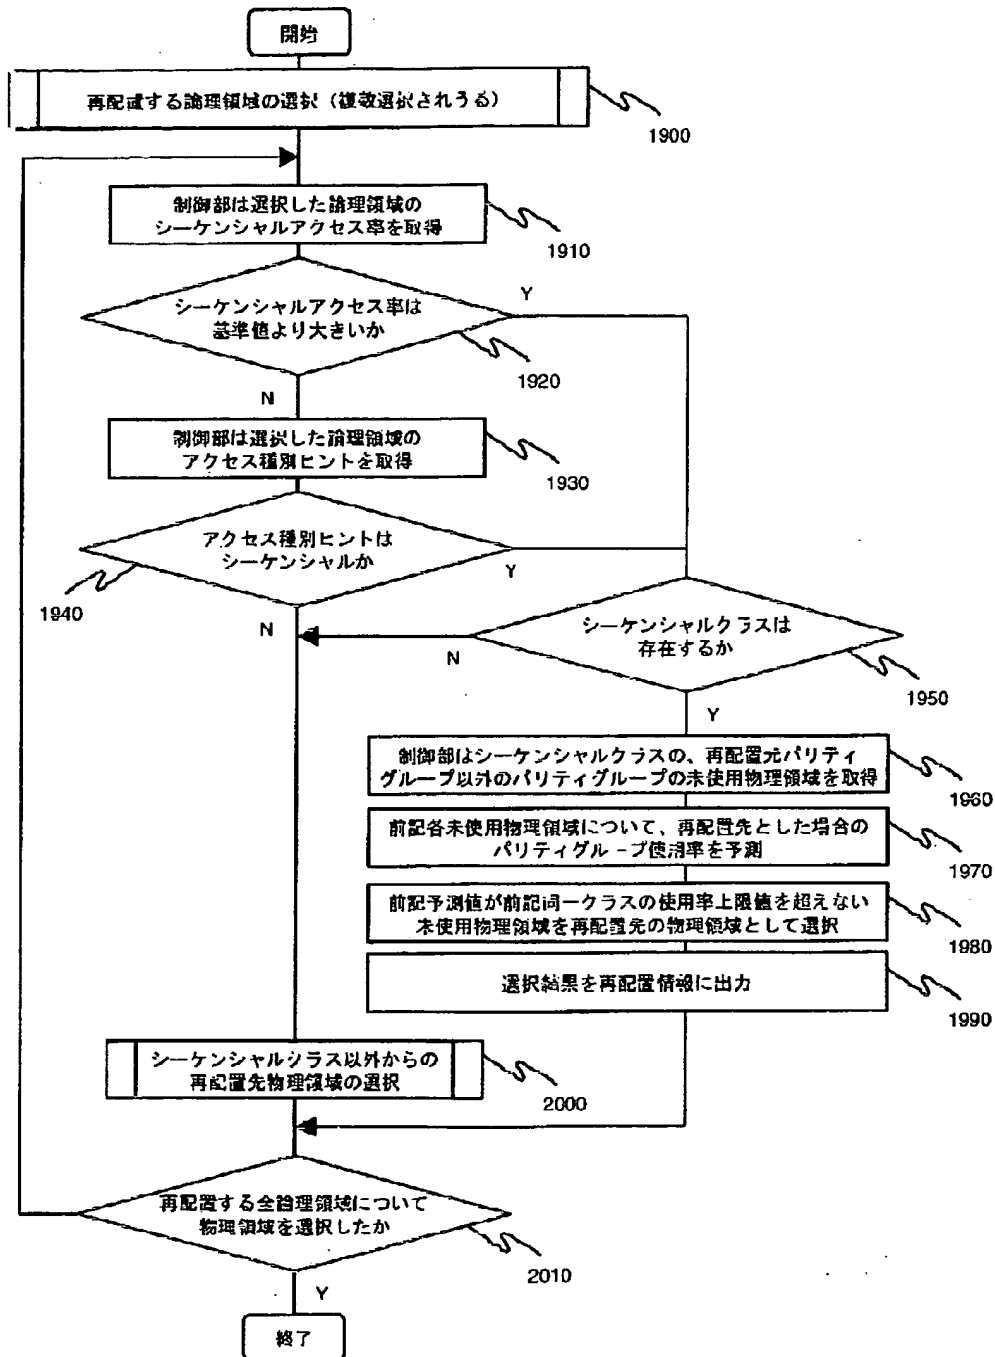 開始
再配置する論理領域の選択（複数選択されうる）
1900
制御部は選択した論理領域の
シーケンシャルアクセス率を取得
1910
シーケンシャルアクセス率は
基準値より大きいか
Y
1920
N
制御部は選択した論理領域の
アクセス種別ヒントを取得
1930
アクセス種別ヒントは
シーケンシャルか
Y
1940
N
シーケンシャルクラスは
存在するか
N
1950
Y
制御部はシーケンシャルクラスの、再配置元パリティ
グループ以外のパリティグループの未使用物理領域を取得
1960
前記各未使用物理領域について、再配置先とした場合の
パリティグループ使用率を予測
1970
前記予測値が前記同一クラスの使用率上限値を超えない
未使用物理領域を再配置先の物理領域として選択
1980
選択結果を再配置情報に出力
1990
シーケンシャルクラス以外からの
再配置先物理領域の選択
2000
再配置する全論理領域について
物理領域を選択したか
2010
Y
終了